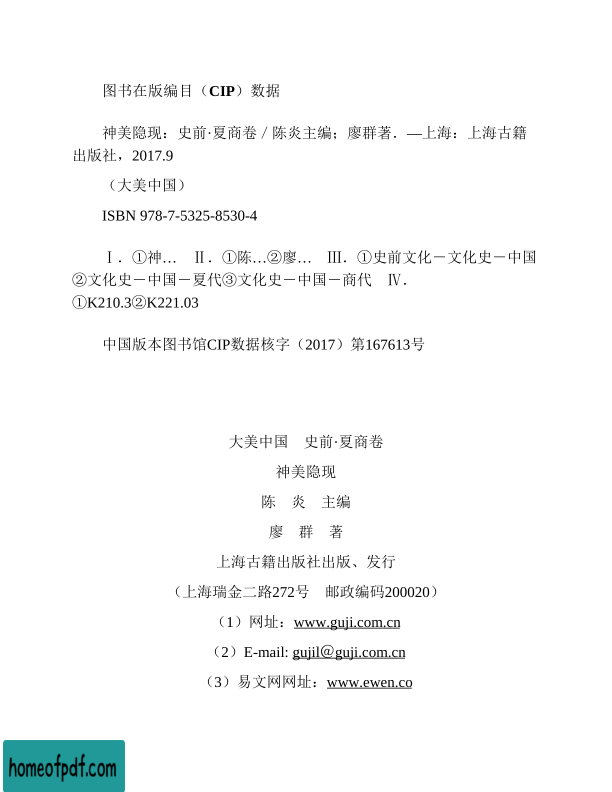 图书在版编目（CIP）数据
神美隐现：史前·夏商卷／陈炎主编；廖群著．—上海：上海古籍
出版社，2017.9
（大美中国）
ISBN 978-7-5325-8530-4
Ⅰ．①神…　Ⅱ．①陈…②廖…　Ⅲ．①史前文化－文化史－中国
②文化史－中国－夏代③文化史－中国－商代　Ⅳ．
①K210.3②K221.03
中国版本图书馆CIP数据核字（2017）第167613号
大美中国　史前·夏商卷
神美隐现
陈　炎　主编
廖　群　著
上海古籍出版社出版、发行
（上海瑞金二路272号　邮政编码200020）
（1）网址：www.guji.com.cn
（2）E-mail: gujil@guji.com.cn
（3）易文网网址：www.ewen.co
homeofpdf.com